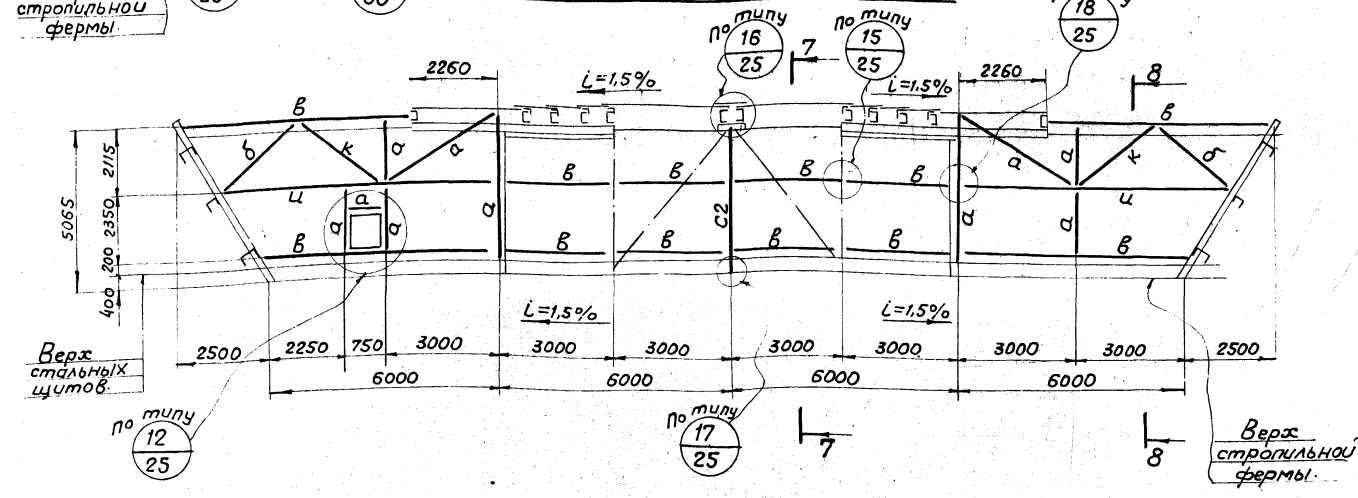 стропильной
фермы.
По типу
16
25
7
По типу
15
25
18
25
2260
i=1,5%
i=1,5%
2260
8
в
в
б
к
а
а
а
а
к
б
и
в
в
в
в
и
а
а
а
а
С2
а
а
в
в
в
в
в
в
2115
2350
200
400
5065
i=1,5%
i=1,5%
2500
2250
750
3000
3000
3000
3000
3000
3000
3000
2500
6000
6000
6000
6000
Верх
стальных
щитов.
По типу
12
25
По типу
17
25
7
8
Верх
стропильной
фермы.